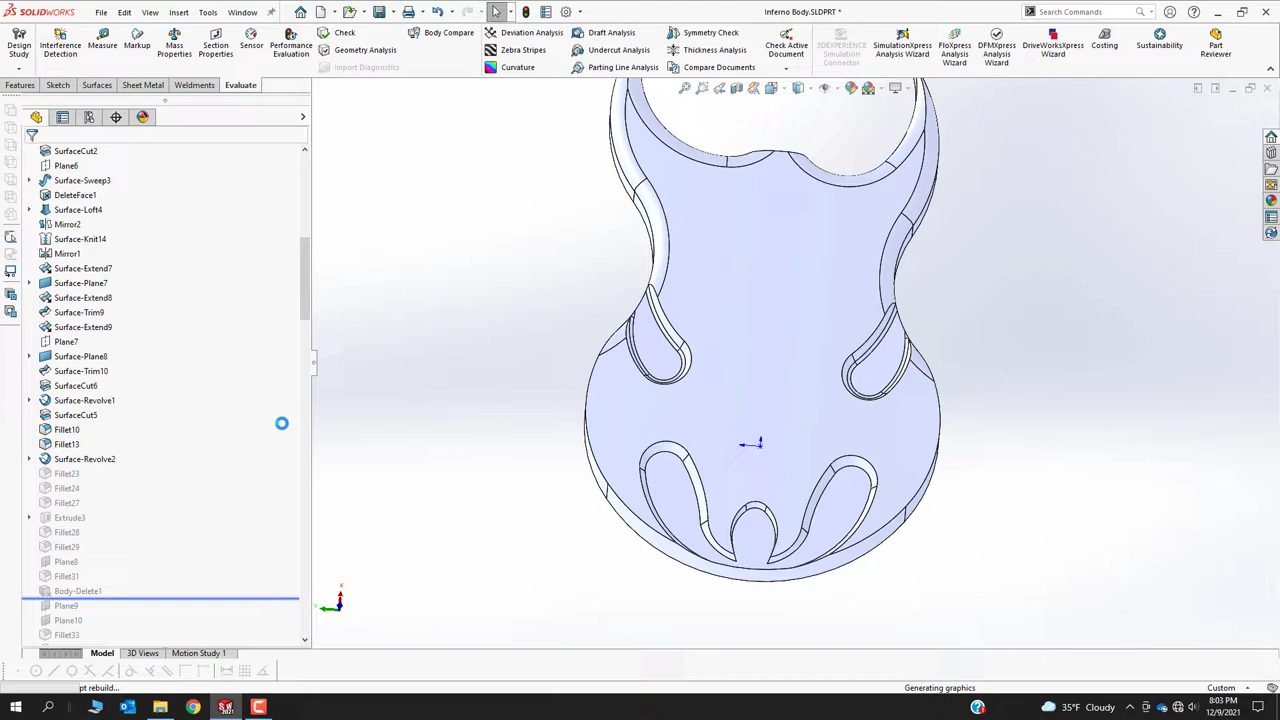 SOLIDWORKS File Edit View Insert Tools Window Inferno Body.SLDPRT * Search Commands
Design Study
Interference Detection
Measure
Markup
Mass Properties
Section Properties
Sensor
Performance Evaluation
Check
Geometry Analysis
Import Diagnostics
Body Compare
Deviation Analysis
Zebra Stripes
Curvature
Draft Analysis
Undercut Analysis
Parting Line Analysis
Symmetry Check
Thickness Analysis
Compare Documents
Check Active Document
3DEXPERIENCE Simulation Connector
SimulationXpress Analysis Wizard
FloXpress Analysis Wizard
DFMXpress Analysis Wizard
DriveWorksXpress Wizard
Costing
Sustainability
Part Reviewer
Features Sketch Surfaces Sheet Metal Weldments Evaluate
SurfaceCut2
Plane6
Surface-Sweep3
DeleteFace1
Surface-Loft4
Mirror2
Surface-Knit14
Mirror1
Surface-Extend7
Surface-Plane7
Surface-Extend8
Surface-Trim9
Surface-Extend9
Plane7
Surface-Plane8
Surface-Trim10
SurfaceCut6
Surface-Revolve1
SurfaceCut5
Fillet10
Fillet13
Surface-Revolve2
Fillet23
Fillet24
Fillet27
Extrude3
Fillet28
Fillet29
Plane8
Fillet31
Body-Delete1
Plane9
Plane10
Fillet33
Model 3D Views Motion Study 1
pt rebuild... Generating graphics Custom
35°F Cloudy
8:03 PM
12/9/2021